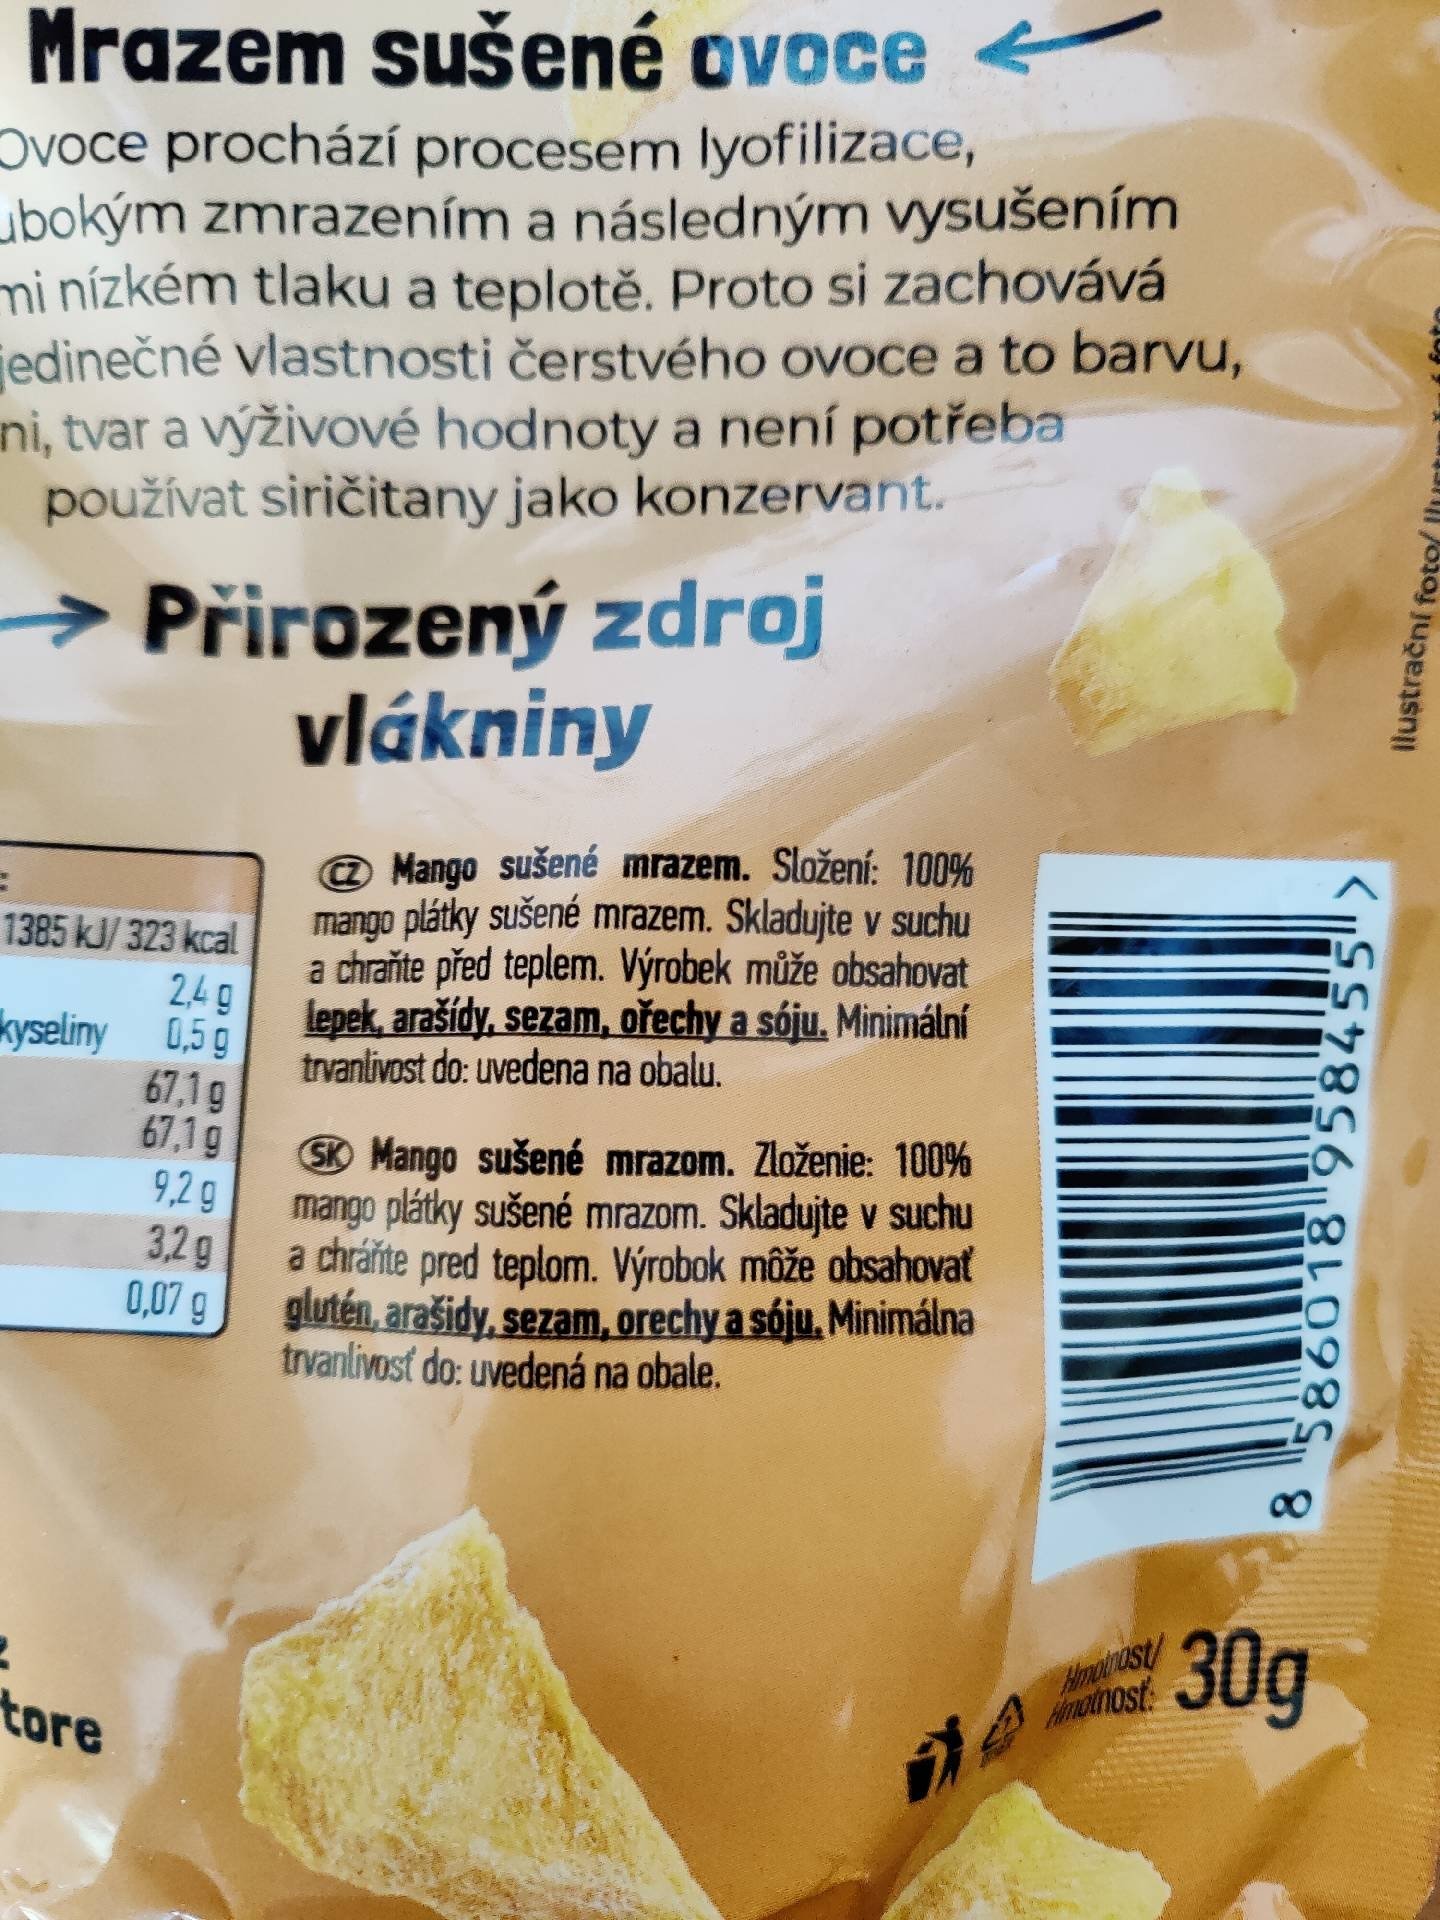 Mrazem sušené ovoce
Ovoce prochází procesem lyofilizace,
ubokým zmrazením a následným vysušením
mi nízkém tlaku a teplotě. Proto si zachovává
jedinečné vlastnosti čerstvého ovoce a to barvu,
ni, tvar a výživové hodnoty a není potřeba
používat siričitany jako konzervant.
Přirozený zdroj
vlákniny
1385 kJ/ 323 kcal
2,4 g
kyseliny 0,5 g
67,1 g
67,1 g
9,2 g
3,2 g
0,07 g
CZ Mango sušené mrazem. Složení: 100%
mango plátky sušené mrazem. Skladujte v suchu
a chraňte před teplem. Výrobek může obsahovat
lepek, arašídy, sezam, ořechy a sóju. Minimální
trvanlivost do: uvedena na obalu.
SK Mango sušené mrazom. Zloženie: 100%
mango plátky sušené mrazom. Skladujte v suchu
a chráňte pred teplom. Výrobok môže obsahovať
glutén, arašidy, sezam, orechy a sóju. Minimálna
trvanlivosť do: uvedená na obale.
8 586018 958455 >
Ilustrační foto/
Hmotnost/
Hmotnosť: 30g
tore